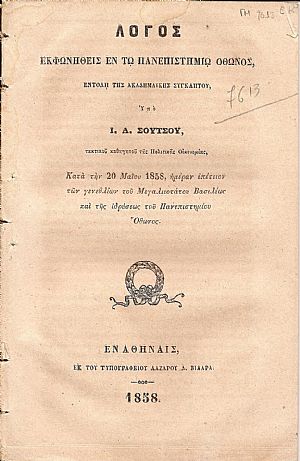 ΛΟΓΟΣ
ΕΚΦΩΝΗΘΕΙΣ ΕΝ ΤΩ ΠΑΝΕΠΙΣΤΗΜΙΩ ΟΘΩΝΟΣ,
ΕΝΤΟΛΗ ΤΗΣ ΑΚΑΔΗΜΑΪΚΗΣ ΣΥΓΚΛΗΤΟΥ,
Ὑπὸ
Ι. Α. ΣΟΥΤΣΟΥ,
τακτικοῦ καθηγητοῦ τῆς Πολιτικῆς Οἰκονομίας,
Κατὰ τὴν 20 Μαΐου 1858, ἡμέραν ἐπέτειον
τῶν γενεθλίων τοῦ Μεγαλειοτάτου Βασιλέως
καὶ τῆς ἱδρύσεως τοῦ Πανεπιστημίου
Ὄθωνος.
ΕΝ ΑΘΗΝΑΙΣ,
ΕΚ ΤΟΥ ΤΥΠΟΓΡΑΦΕΙΟΥ ΛΑΖΑΡΟΥ Δ. ΒΙΛΑΡΑ.
1858.
7613